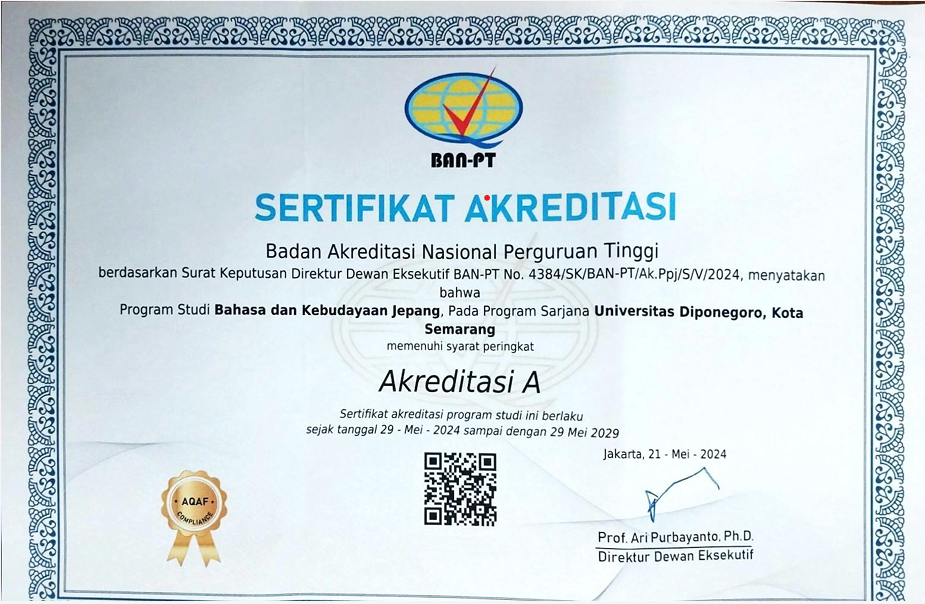 BAN-PT
SERTIFIKAT AKREDITASI
Badan Akreditasi Nasional Perguruan Tinggi
berdasarkan Surat Keputusan Direktur Dewan Eksekutif BAN-PT No. 4384/SK/BAN-PT/Ak.Ppj/S/V/2024, menyatakan
bahwa
Program Studi Bahasa dan Kebudayaan Jepang, Pada Program Sarjana Universitas Diponegoro, Kota
Semarang
memenuhi syarat peringkat
Akreditasi A
Sertifikat akreditasi program studi ini berlaku
sejak tanggal 29 - Mei - 2024 sampai dengan 29 Mei 2029
Jakarta, 21 - Mei - 2024
AQAF
COMPLIANCE
Prof. Ari Purbayanto, Ph.D.
Direktur Dewan Eksekutif